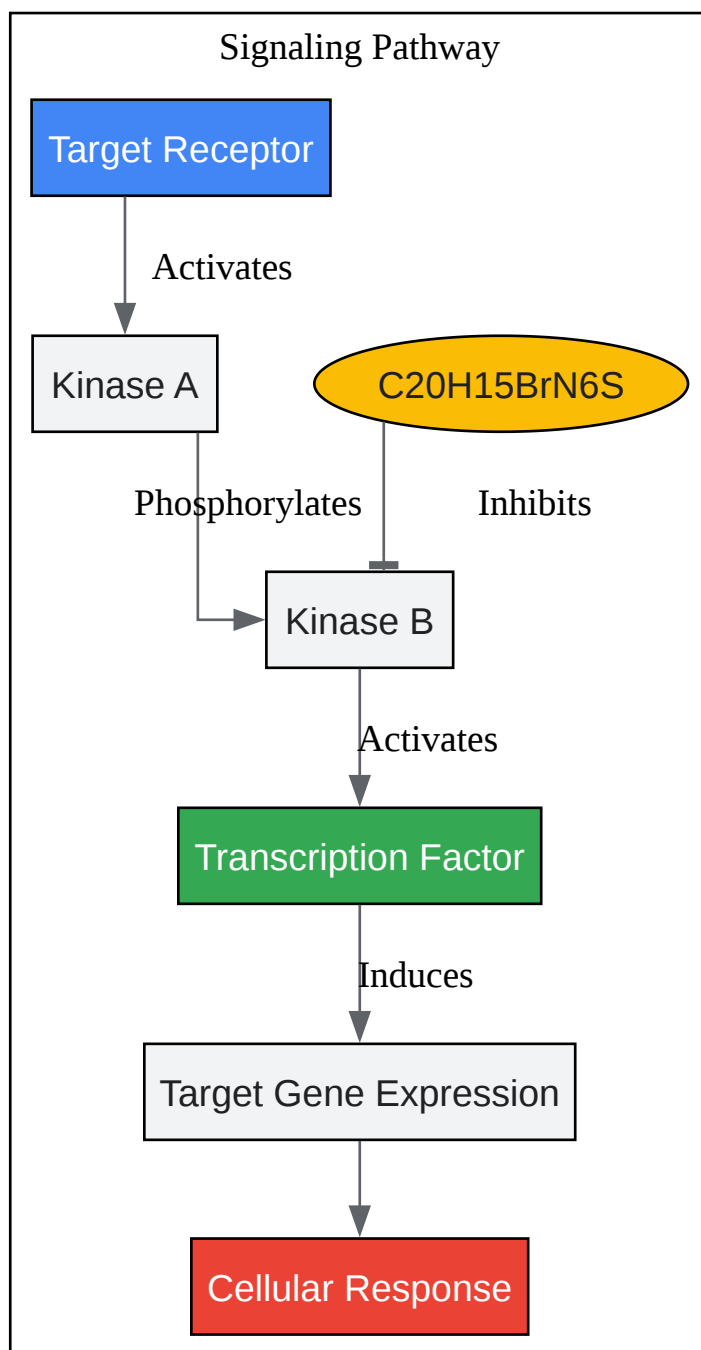 Signaling Pathway
Target Receptor
Activates
Kinase A
C20H15BrN6S
Phosphorylates
Inhibits
Kinase B
Activates
Transcription Factor
Induces
Target Gene Expression
Cellular Response